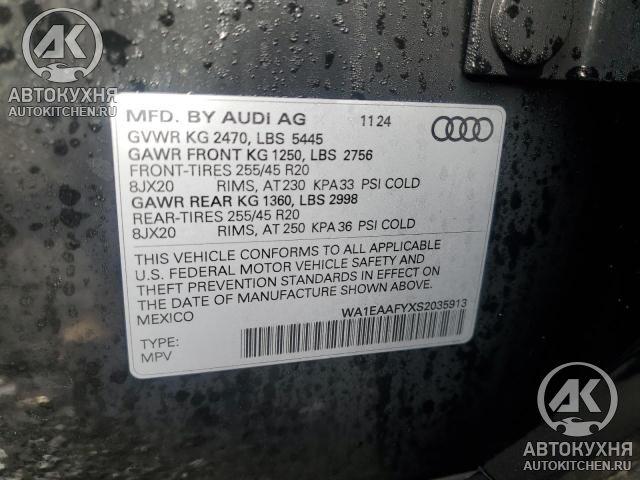 АК
АВТОКУХНЯ
AUTOKITCHEN.RU
MFD. BY AUDI AG 11 24
GVWR KG 2470, LBS 5445
GAWR FRONT KG 1250, LBS 2756
FRONT-TIRES 255/45 R20
8JX20 RIMS, AT 230 KPA 33 PSI COLD
GAWR REAR KG 1360, LBS 2998
REAR-TIRES 255/45 R20
8JX20 RIMS, AT 250 KPA 36 PSI COLD
THIS VEHICLE CONFORMS TO ALL APPLICABLE
U.S. FEDERAL MOTOR VEHICLE SAFETY AND
THEFT PREVENTION STANDARDS IN EFFECT ON
THE DATE OF MANUFACTURE SHOWN ABOVE.
MEXICO
WA1EAAFYXS2035913
TYPE:
MPV
АК
АВТОКУХНЯ
AUTOKITCHEN.RU